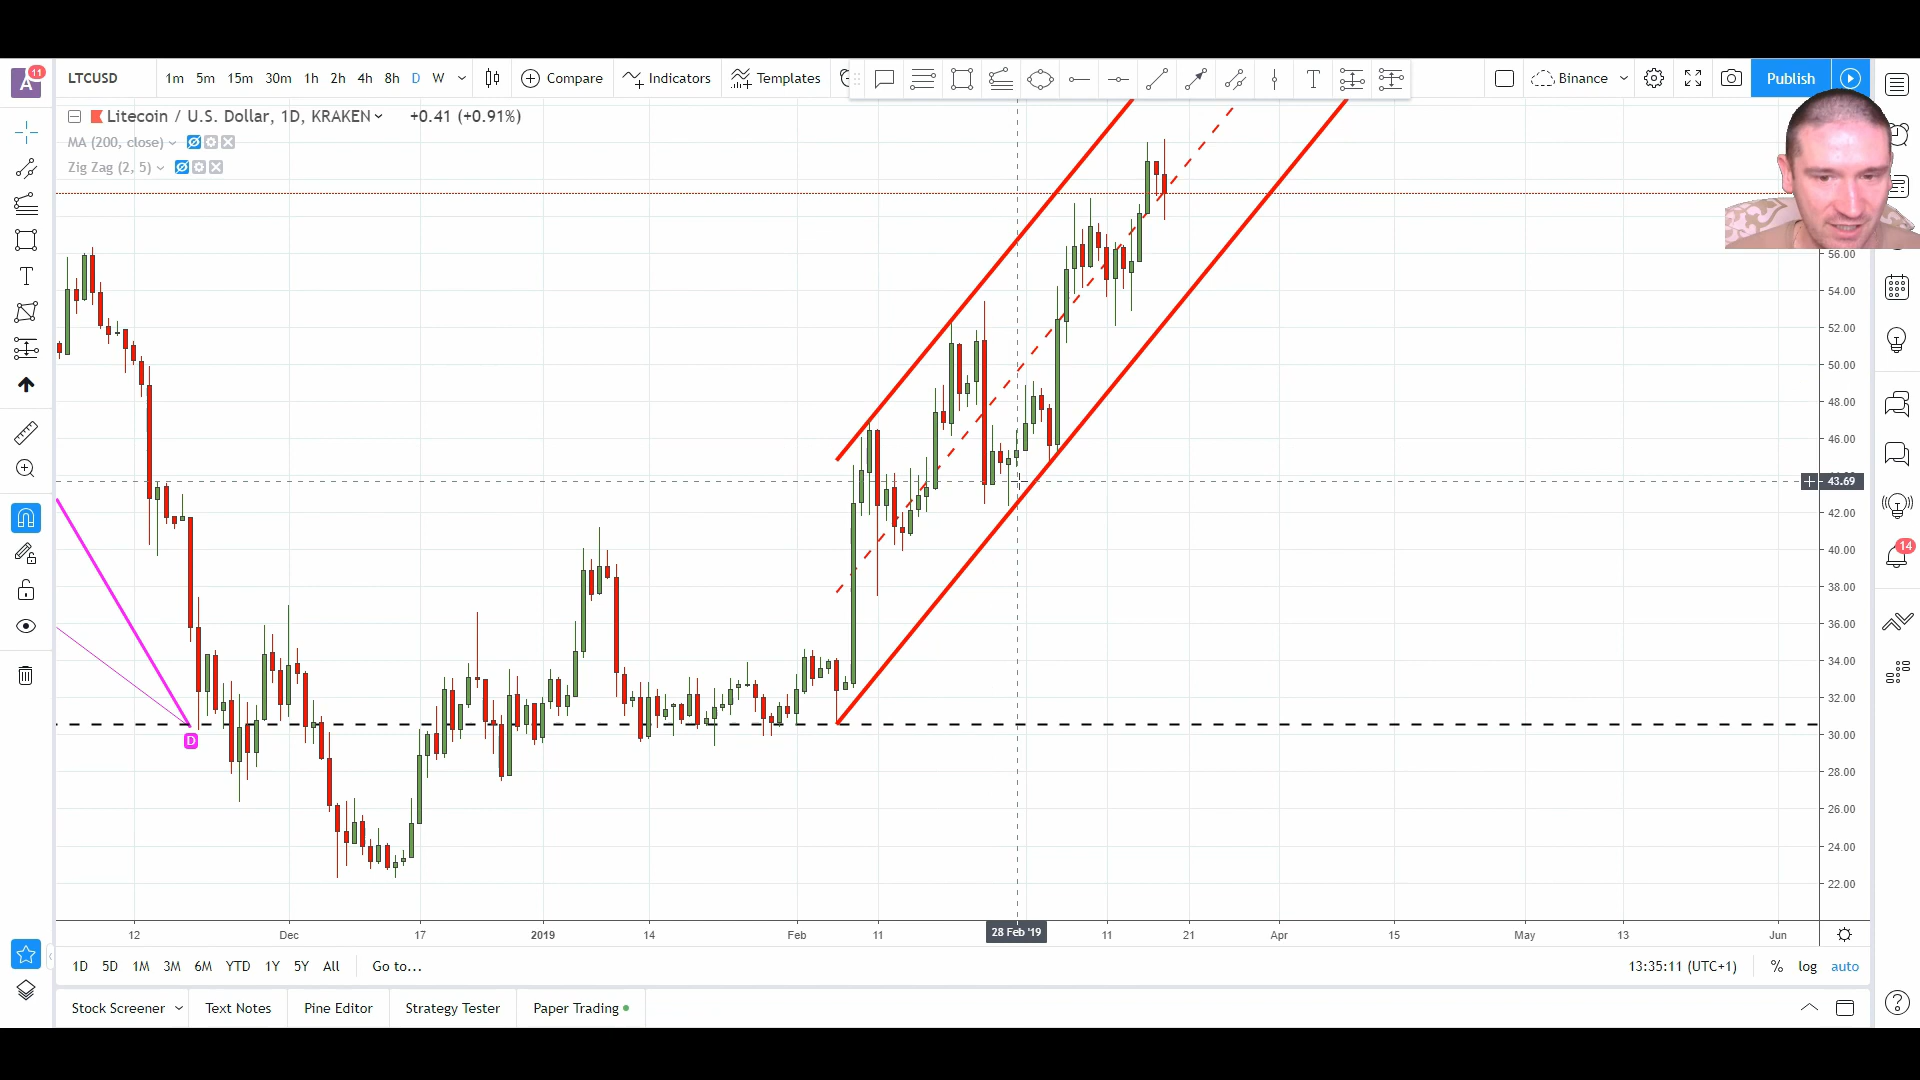 A 11
LTCUSD 1m 5m 15m 30m 1h 2h 4h 8h D W Compare Indicators Templates T Binance Publish
Litecoin / U.S. Dollar, 1D, KRAKEN +0.41 (+0.91%)
MA (200, close)
Zig Zag (2, 5)
T
56.00
54.00
52.00
50.00
48.00
46.00
43.69
42.00
40.00
38.00
36.00
34.00
32.00
30.00
28.00
26.00
24.00
22.00
14
D
12 Dec 17 2019 14 Feb 11 28 Feb '19 11 21 Apr 15 May 13 Jun
1D 5D 1M 3M 6M YTD 1Y 5Y All Go to... 13:35:11 (UTC+1) % log auto
Stock Screener Text Notes Pine Editor Strategy Tester Paper Trading